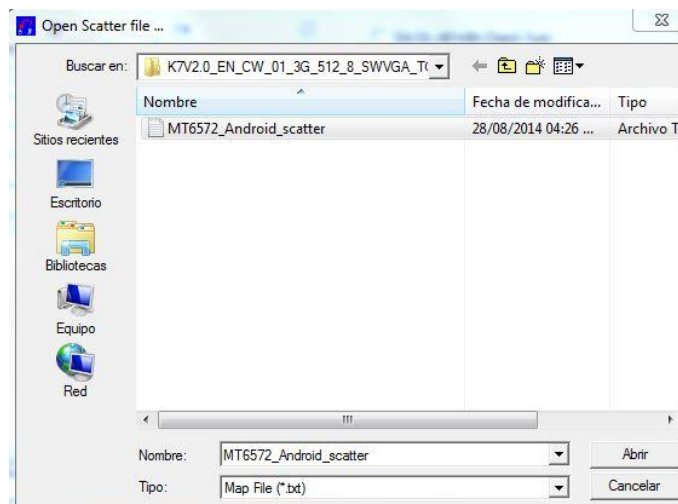 Open Scatter file ...
Buscar en: K7V2.0_EN_CW_01_3G_512_8_SWVGA_T(
Nombre Fecha de modifica... Tipo
MT6572_Android_scatter 28/08/2014 04:26 ... Archivo T
Sitios recientes
Escritorio
Bibliotecas
Equipo
Red
Nombre: MT6572_Android_scatter Abrir
Tipo: Map File (*.txt) Cancelar